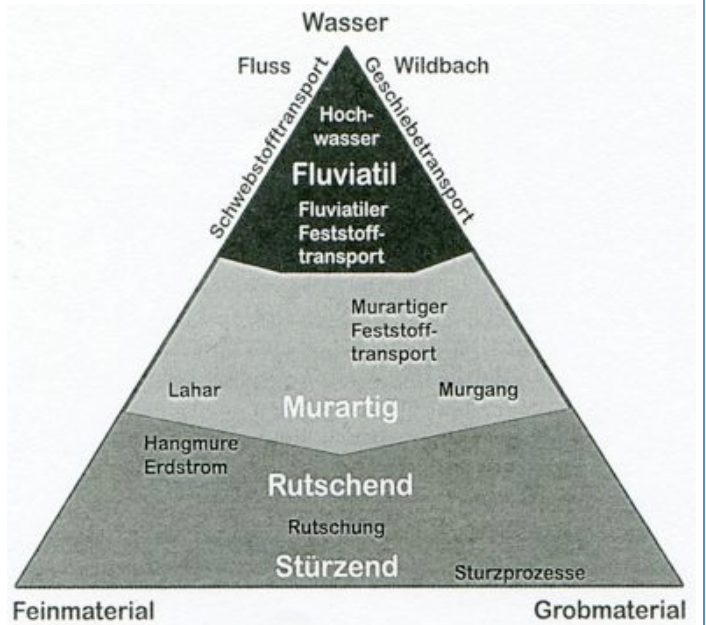 Wasser
Fluss
Wildbach
Schwebstofftransport
Geschiebetransport
Hoch-
wasser
Fluviatil
Fluviatiler
Feststoff-
transport
Murartiger
Feststoff-
transport
Lahar
Murgang
Murartig
Hangmure
Erdstrom
Rutschend
Rutschung
Stürzend
Sturzprozesse
Feinmaterial
Grobmaterial